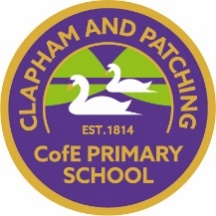 CLAPHAM AND PATCHING
EST.1814
CofE PRIMARY
SCHOOL